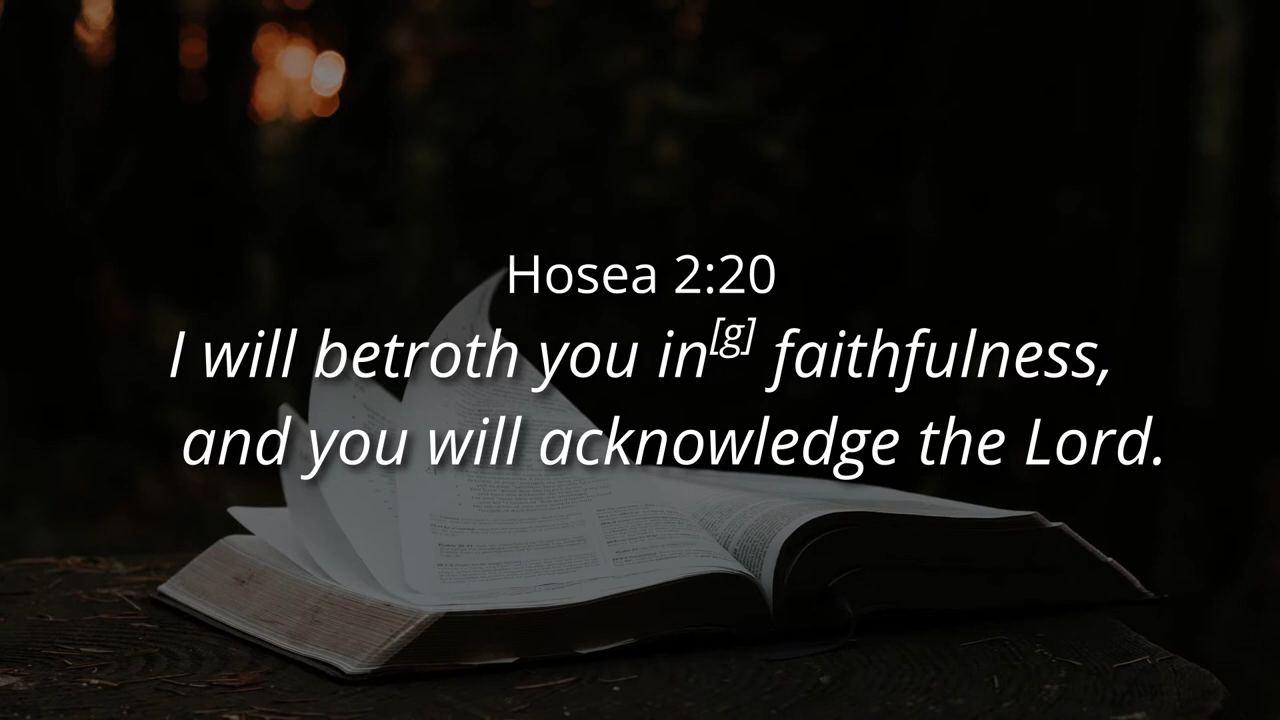 Hosea 2:20
I will betroth you in[g] faithfulness,
and you will acknowledge the Lord.